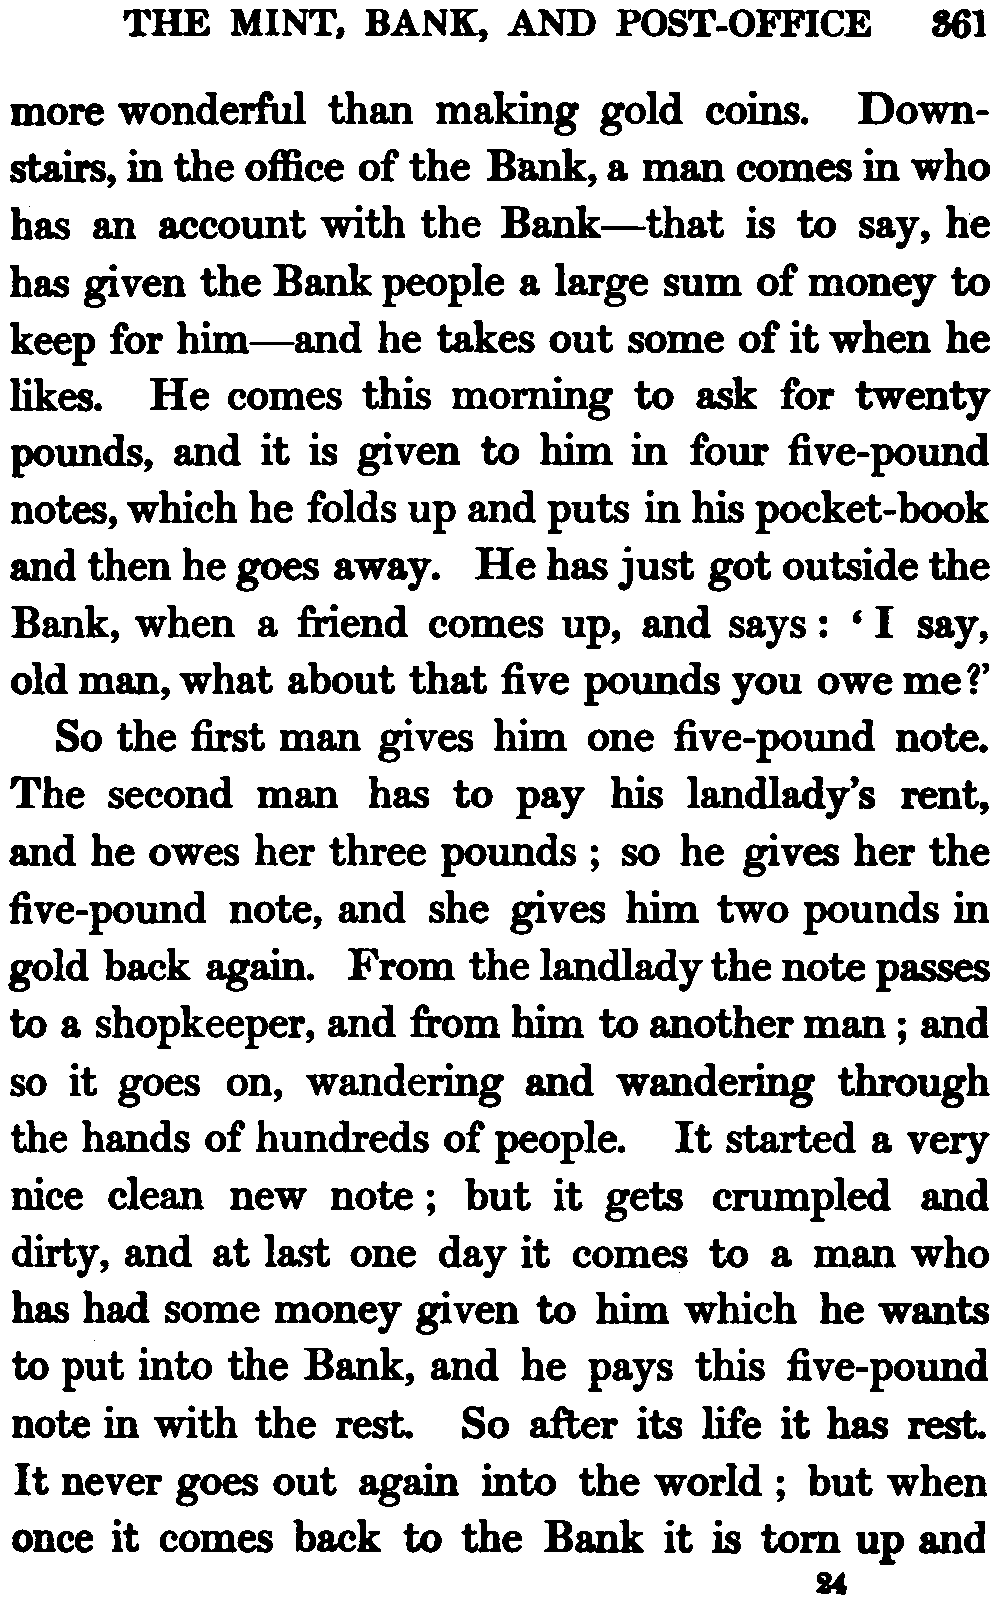 THE MINT, BANK, AND POST-OFFICE 361
more wonderful than making gold coins. Down-
stairs, in the office of the Bank, a man comes in who
has an account with the Bank—that is to say, he
has given the Bank people a large sum of money to
keep for him—and he takes out some of it when he
likes. He comes this morning to ask for twenty
pounds, and it is given to him in four five-pound
notes, which he folds up and puts in his pocket-book
and then he goes away. He has just got outside the
Bank, when a friend comes up, and says: ‘I say,
old man, what about that five pounds you owe me?’
So the first man gives him one five-pound note.
The second man has to pay his landlady's rent,
and he owes her three pounds; so he gives her the
five-pound note, and she gives him two pounds in
gold back again. From the landlady the note passes
to a shopkeeper, and from him to another man; and
so it goes on, wandering and wandering through
the hands of hundreds of people. It started a very
nice clean new note; but it gets crumpled and
dirty, and at last one day it comes to a man who
has had some money given to him which he wants
to put into the Bank, and he pays this five-pound
note in with the rest. So after its life it has rest.
It never goes out again into the world; but when
once it comes back to the Bank it is torn up and
24